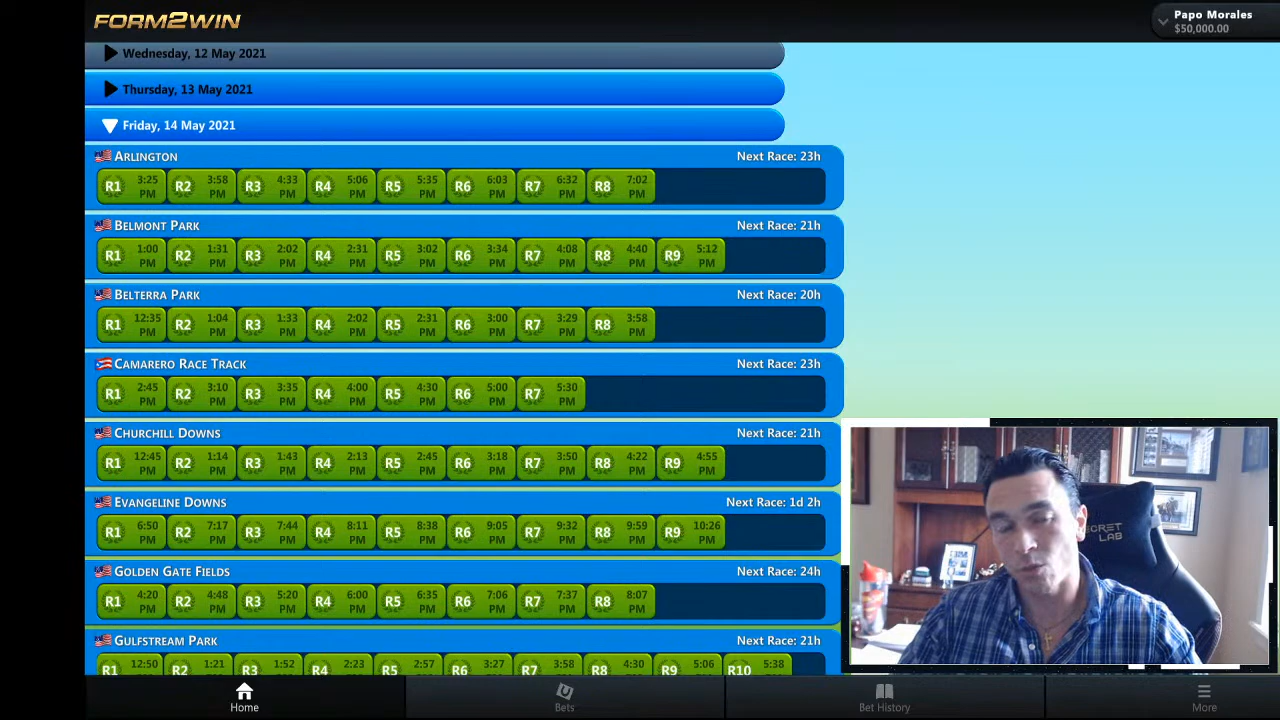 FORM2WIN
Papo Morales
$50,000.00
Wednesday, 12 May 2021
Thursday, 13 May 2021
Friday, 14 May 2021
ARLINGTON Next Race: 23h
R1 3:25 PM R2 3:58 PM R3 4:33 PM R4 5:06 PM R5 5:35 PM R6 6:03 PM R7 6:32 PM R8 7:02 PM
BELMONT PARK Next Race: 21h
R1 1:00 PM R2 1:31 PM R3 2:02 PM R4 2:31 PM R5 3:02 PM R6 3:34 PM R7 4:08 PM R8 4:40 PM R9 5:12 PM
BELTERRA PARK Next Race: 20h
R1 12:35 PM R2 1:04 PM R3 1:33 PM R4 2:02 PM R5 2:31 PM R6 3:00 PM R7 3:29 PM R8 3:58 PM
CAMARERO RACE TRACK Next Race: 23h
R1 2:45 PM R2 3:10 PM R3 3:35 PM R4 4:00 PM R5 4:30 PM R6 5:00 PM R7 5:30 PM
CHURCHILL DOWNS Next Race: 21h
R1 12:45 PM R2 1:14 PM R3 1:43 PM R4 2:13 PM R5 2:45 PM R6 3:18 PM R7 3:50 PM R8 4:22 PM R9 4:55 PM
EVANGELINE DOWNS Next Race: 1d 2h
R1 6:50 PM R2 7:17 PM R3 7:44 PM R4 8:11 PM R5 8:38 PM R6 9:05 PM R7 9:32 PM R8 9:59 PM R9 10:26 PM
GOLDEN GATE FIELDS Next Race: 24h
R1 4:20 PM R2 4:48 PM R3 5:20 PM R4 6:00 PM R5 6:35 PM R6 7:06 PM R7 7:37 PM R8 8:07 PM
GULFSTREAM PARK Next Race: 21h
R1 12:50 R2 1:21 R3 1:52 R4 2:23 R5 2:57 R6 3:27 R7 3:58 R8 4:30 R9 5:06 R10 5:38
CRET
LAB
Home
Bets
Bet History
More